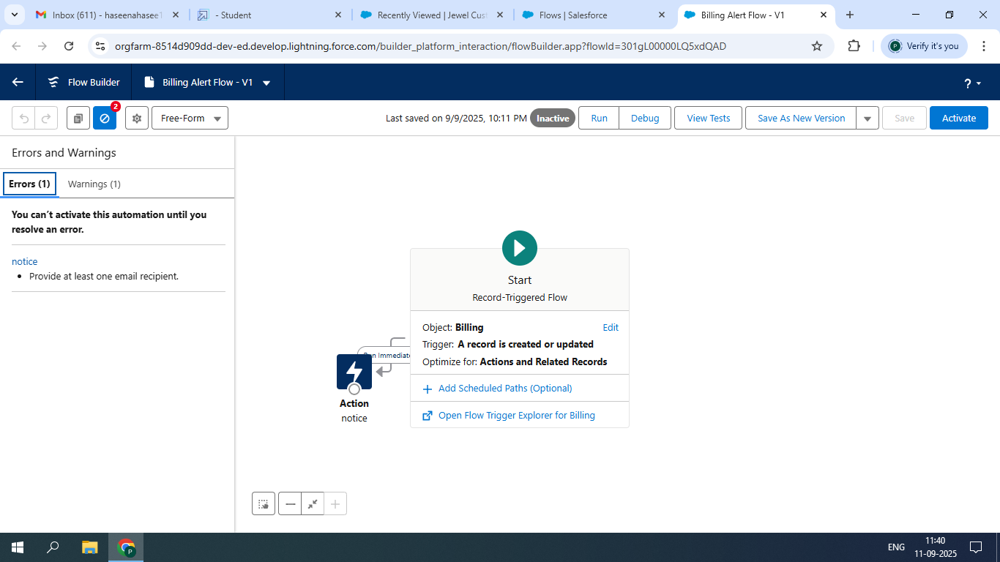 Inbox (611) - haseenahasee1
- Student
Recently Viewed | Jewel Cust
Flows | Salesforce
Billing Alert Flow - V1
orgfarm-8514d909dd-dev-ed.develop.lightning.force.com/builder_platform_interaction/flowBuilder.app?flowId=301gL00000LQ5xdQAD
P
Verify it's you
Flow Builder
Billing Alert Flow - V1
?
2
Free-Form
Last saved on 9/9/2025, 10:11 PM
Inactive
Run
Debug
View Tests
Save As New Version
Save
Activate
Errors and Warnings
Errors (1)
Warnings (1)
You can't activate this automation until you
resolve an error.
notice
• Provide at least one email recipient.
Start
Record-Triggered Flow
Object: Billing
Edit
Trigger: A record is created or updated
Optimize for: Actions and Related Records
Add Scheduled Paths (Optional)
Open Flow Trigger Explorer for Billing
Action
notice
P
ENG
11:40
11-09-2025